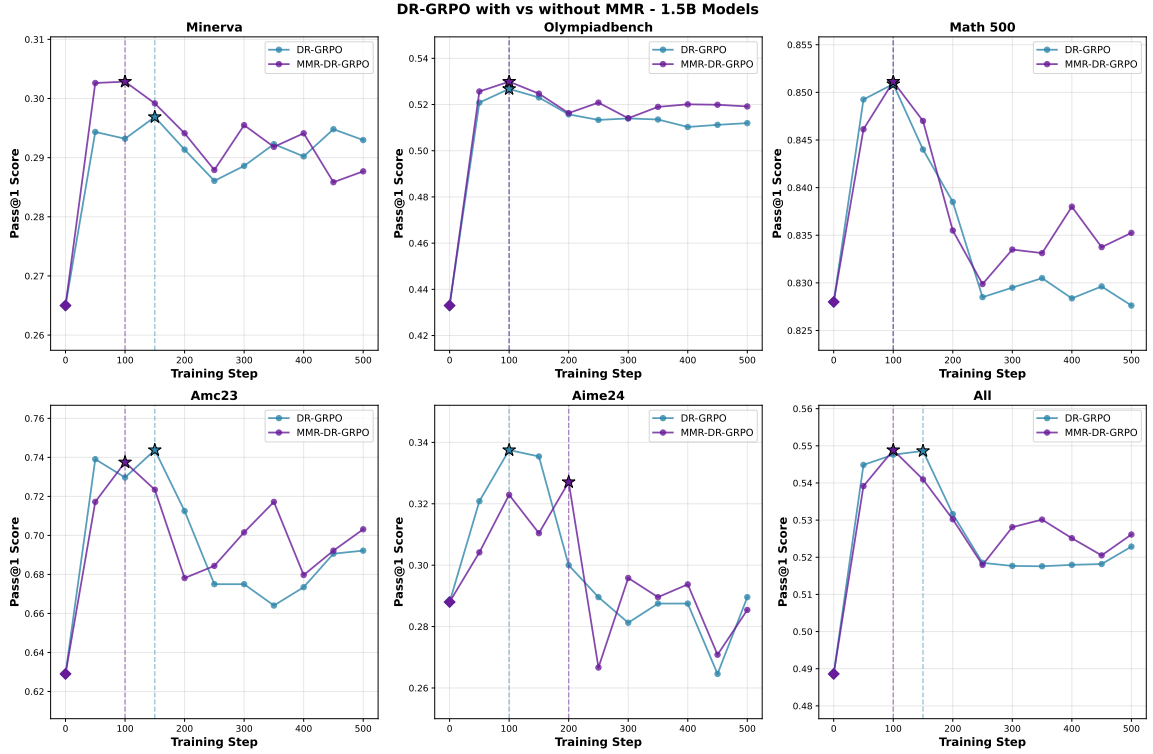 DR-GRPO with vs without MMR - 1.5B Models
Minerva
Pass@1 Score
0.31
0.30
0.29
0.28
0.27
0.26
DR-GRPO
MMR-DR-GRPO
0 100 200 300 400 500
Training Step
Olympiadbench
Pass@1 Score
0.54
0.52
0.50
0.48
0.46
0.44
0.42
DR-GRPO
MMR-DR-GRPO
0 100 200 300 400 500
Training Step
Math 500
Pass@1 Score
0.855
0.850
0.845
0.840
0.835
0.830
0.825
DR-GRPO
MMR-DR-GRPO
0 100 200 300 400 500
Training Step
Amc23
Pass@1 Score
0.76
0.74
0.72
0.70
0.68
0.66
0.64
0.62
DR-GRPO
MMR-DR-GRPO
0 100 200 300 400 500
Training Step
Aime24
Pass@1 Score
0.34
0.32
0.30
0.28
0.26
DR-GRPO
MMR-DR-GRPO
0 100 200 300 400 500
Training Step
All
Pass@1 Score
0.56
0.55
0.54
0.53
0.52
0.51
0.50
0.49
0.48
DR-GRPO
MMR-DR-GRPO
0 100 200 300 400 500
Training Step